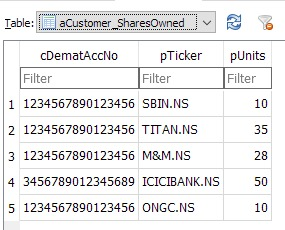 Table: aCustomer_SharesOwned
cDematAccNo pTicker pUnits
Filter Filter Filter
1 1234567890123456 SBIN.NS 10
2 1234567890123456 TITAN.NS 35
3 1234567890123456 M&M.NS 28
4 3456789012345689 ICICIBANK.NS 50
5 1234567890123456 ONGC.NS 10